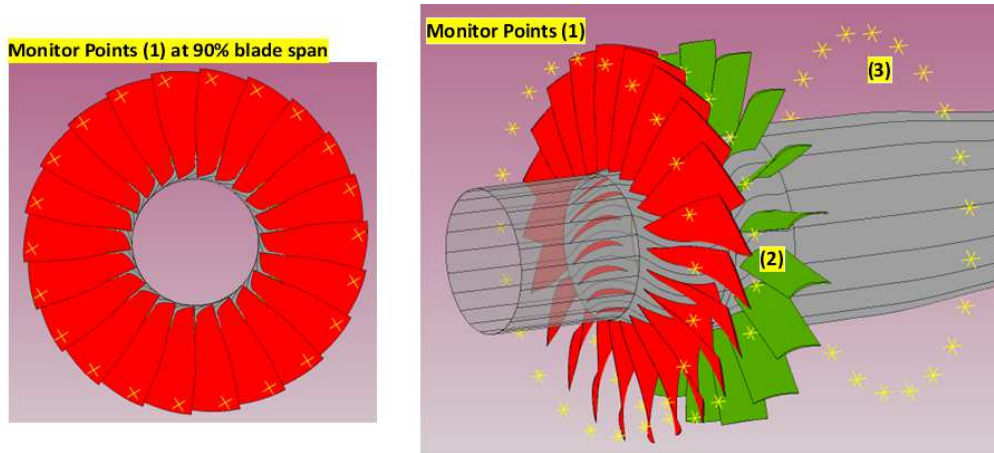 Monitor Points (1) at 90% blade span
Monitor Points (1)
(3)
(2)